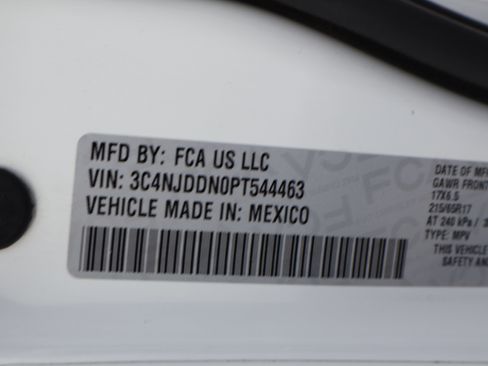 MFD BY: FCA US LLC
VIN: 3C4NJDDN0PT544463
VEHICLE MADE IN: MEXICO
DATE OF MF
GAWR FRONT
17X6.5
215/65R17
AT 240 kPa / 3
TYPE: MPV
THIS VEHICLE
SAFETY AND